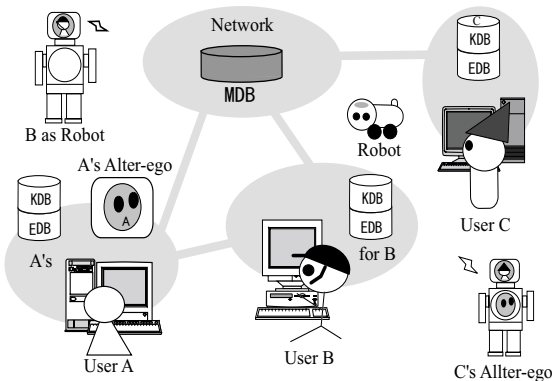 Network
MDB
C
KDB
EDB
B as Robot
Robot
A's Alter-ego
A
KDB
EDB
A's
KDB
EDB
for B
User C
User A
User B
C's Allter-ego